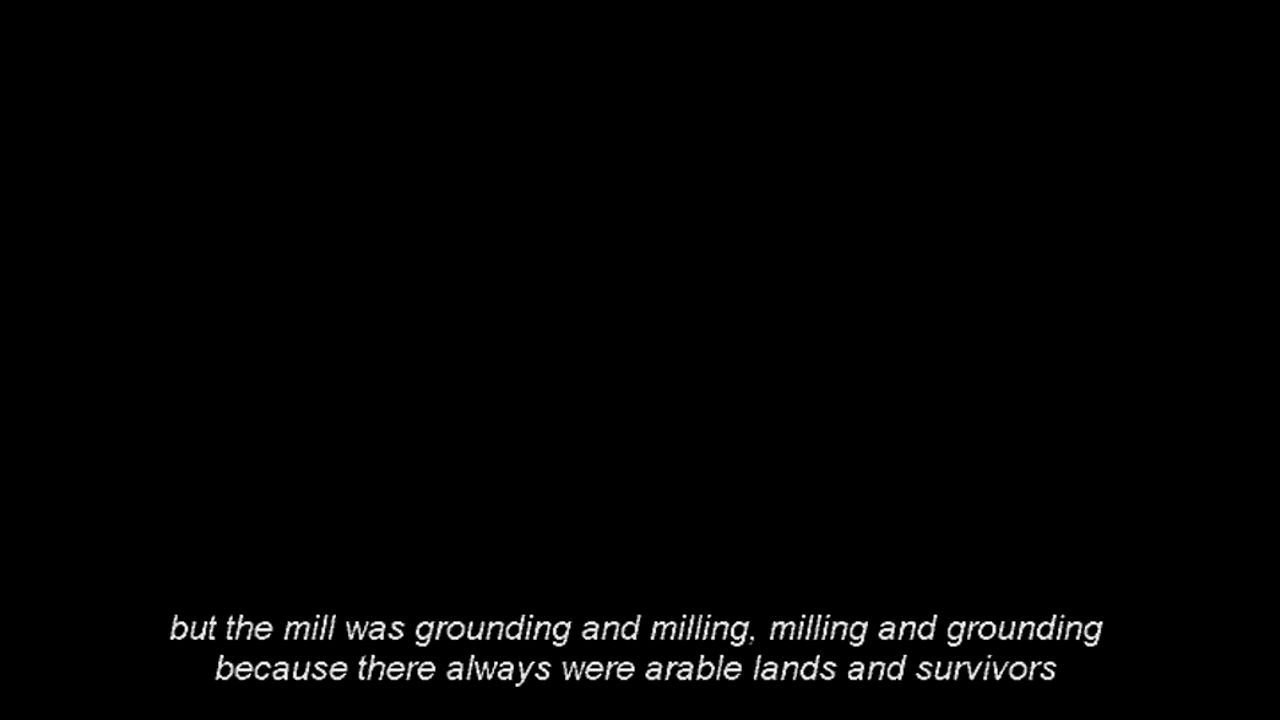 but the mill was grounding and milling, milling and grounding
because there always were arable lands and survivors